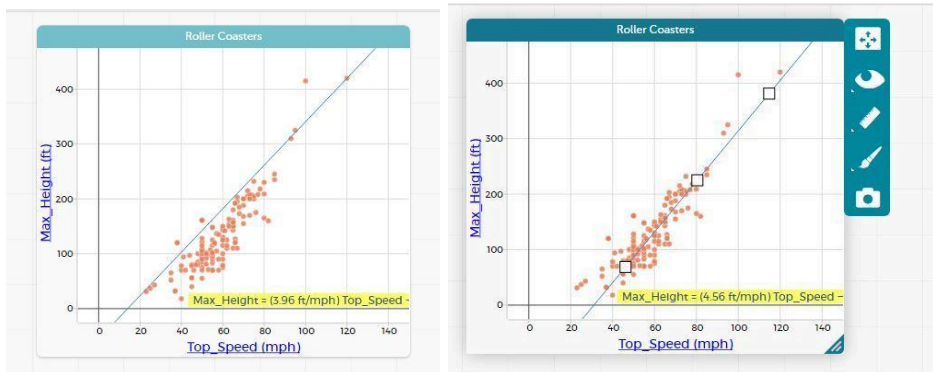 Roller Coasters
400
300
200
100
0
Max_Height (ft)
Max_Height = (3.96 ft/mph) Top_Speed −
0 20 40 60 80 100 120 140
Top_Speed (mph)
Roller Coasters
400
300
200
100
0
Max_Height (ft)
Max_Height = (4.56 ft/mph) Top_Speed −
0 20 40 60 80 100 120 140
Top_Speed (mph)